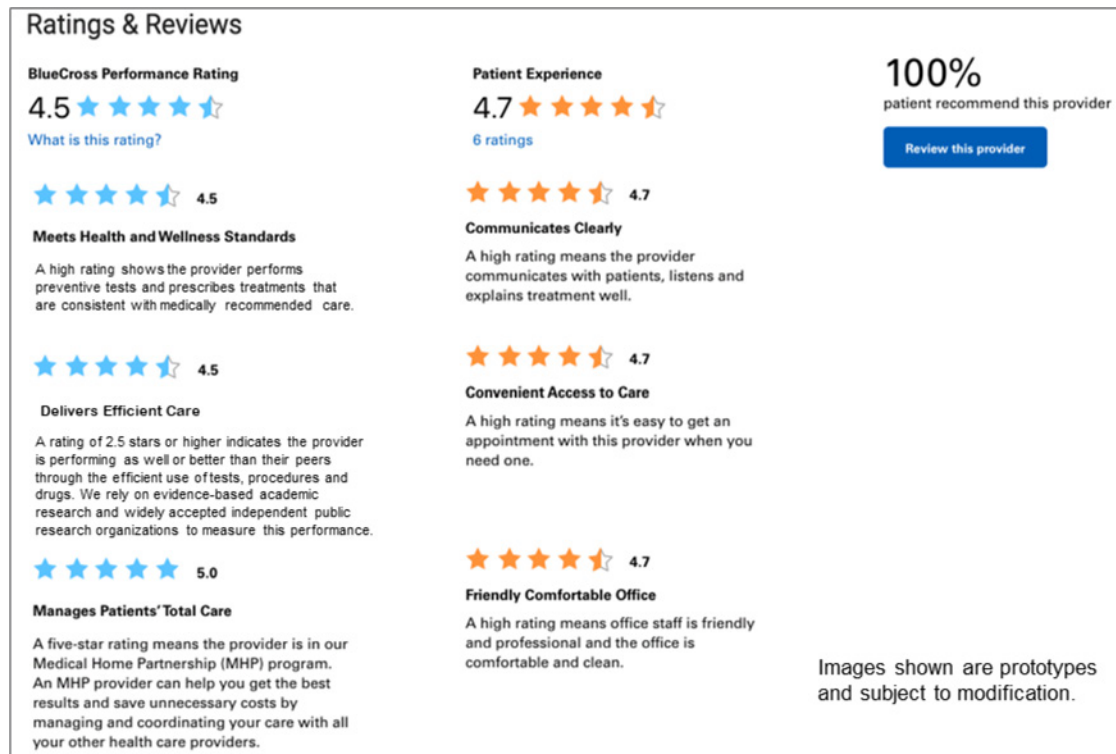 Ratings & Reviews
BlueCross Performance Rating
4.5
What is this rating?
4.5
Meets Health and Wellness Standards
A high rating shows the provider performs
preventive tests and prescribes treatments that
are consistent with medically recommended care.
4.5
Delivers Efficient Care
A rating of 2.5 stars or higher indicates the provider
is performing as well or better than their peers
through the efficient use of tests, procedures and
drugs. We rely on evidence-based academic
research and widely accepted independent public
research organizations to measure this performance.
5.0
Manages Patients' Total Care
A five-star rating means the provider is in our
Medical Home Partnership (MHP) program.
An MHP provider can help you get the best
results and save unnecessary costs by
managing and coordinating your care with all
your other health care providers.
Patient Experience
4.7
6 ratings
4.7
Communicates Clearly
A high rating means the provider
communicates with patients, listens and
explains treatment well.
4.7
Convenient Access to Care
A high rating means it's easy to get an
appointment with this provider when you
need one.
4.7
Friendly Comfortable Office
A high rating means office staff is friendly
and professional and the office is
comfortable and clean.
100%
patient recommend this provider
Review this provider
Images shown are prototypes
and subject to modification.